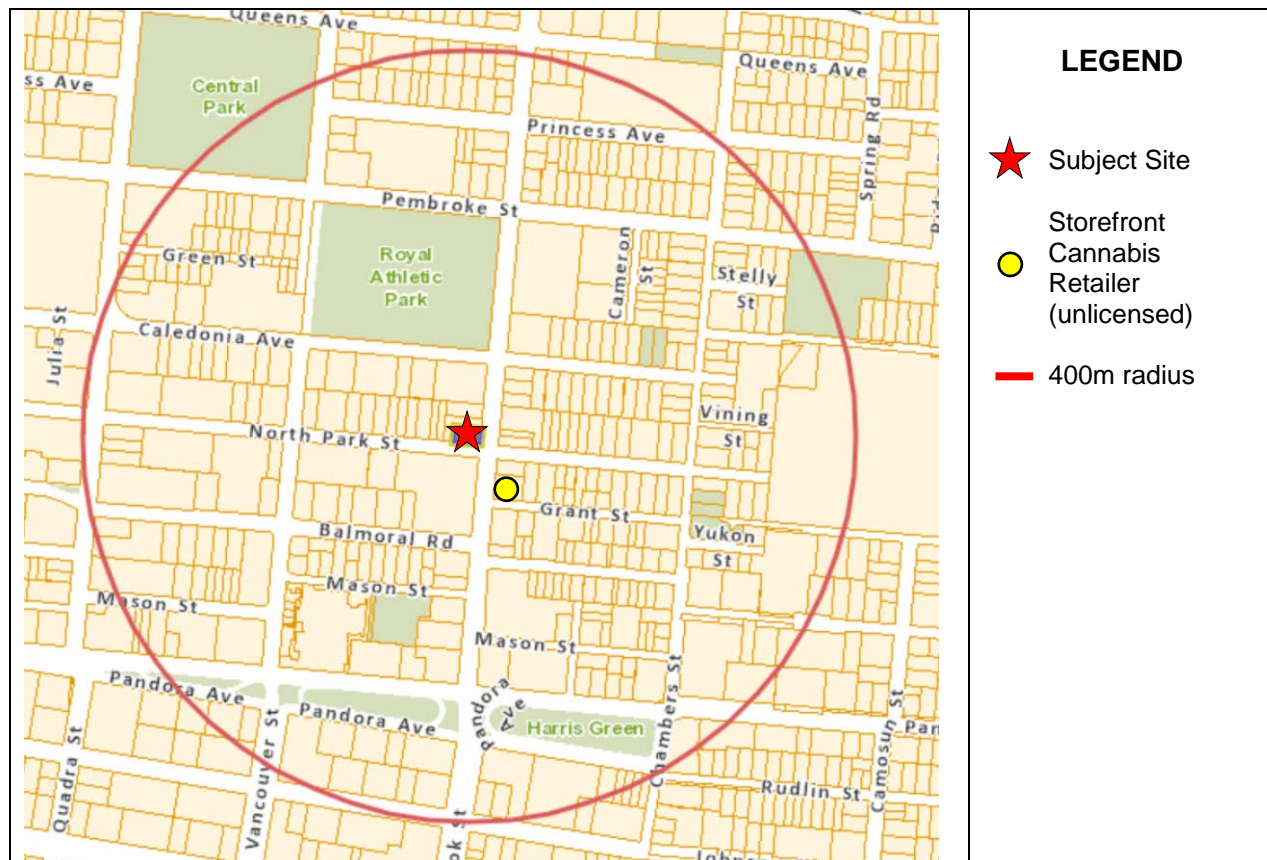 Queens Ave
Queens Ave
ss Ave
Central
Park
Princess Ave
Spring Rd
Pembroke St
Green St
Royal
Athletic
Park
Cameron
St
Stelly
St
Julia St
Caledonia Ave
Vining
St
North Park St
Grant St
Yukon
St
Balmoral Rd
Mason St
Mason St
Mason St
Pandora Ave
Pandora Ave
Pandora
Ave
Harris Green
Chambers St
Camosun St
Pan
Quadra St
Vancouver St
ok St
Rudlin St
LEGEND
Subject Site
Storefront
Cannabis
Retailer
(unlicensed)
400m radius